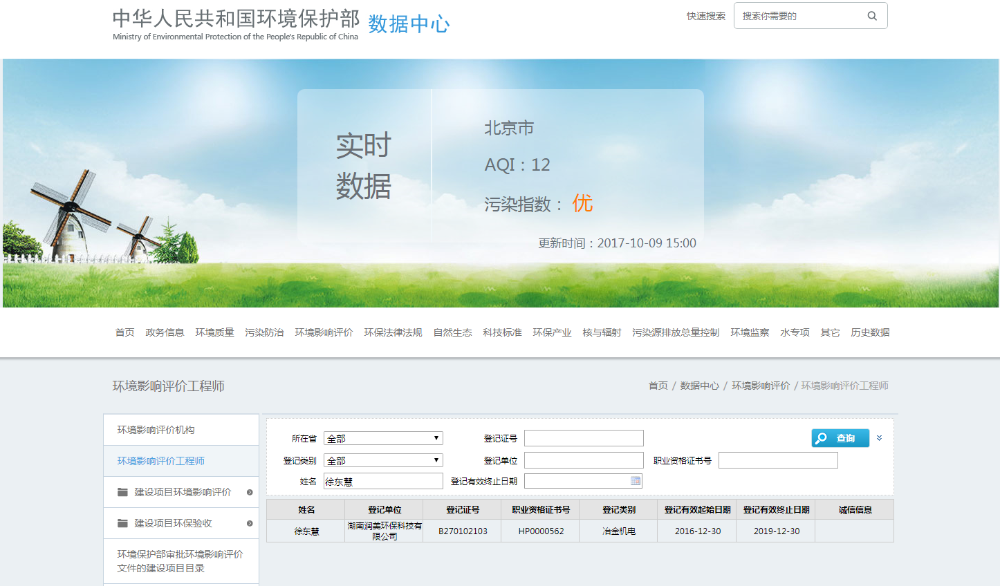 中华人民共和国环境保护部 数据中心
Ministry of Environmental Protection of the People's Republic of China
快速搜索 搜索你需要的
实时
数据
北京市
AQI：12
污染指数： 优
更新时间：2017-10-09 15:00
首页 政务信息 环境质量 污染防治 环境影响评价 环保法律法规 自然生态 科技标准 环保产业 核与辐射 污染源排放总量控制 环境监察 水专项 其它 历史数据
环境影响评价工程师
首页 / 数据中心 / 环境影响评价 / 环境影响评价工程师
环境影响评价机构
环境影响评价工程师
建设项目环境影响评价
建设项目环保验收
环境保护部审批环境影响评价
文件的建设项目目录
所在省 全部 登记证号 查询
登记类别 全部 登记单位 职业资格证书号
姓名 徐东慧 登记有效终止日期
姓名 登记单位 登记证号 职业资格证书号 登记类别 登记有效起始日期 登记有效终止日期 诚信信息
徐东慧 湖南润美环保科技有
限公司 B270102103 HP0000562 冶金机电 2016-12-30 2019-12-30